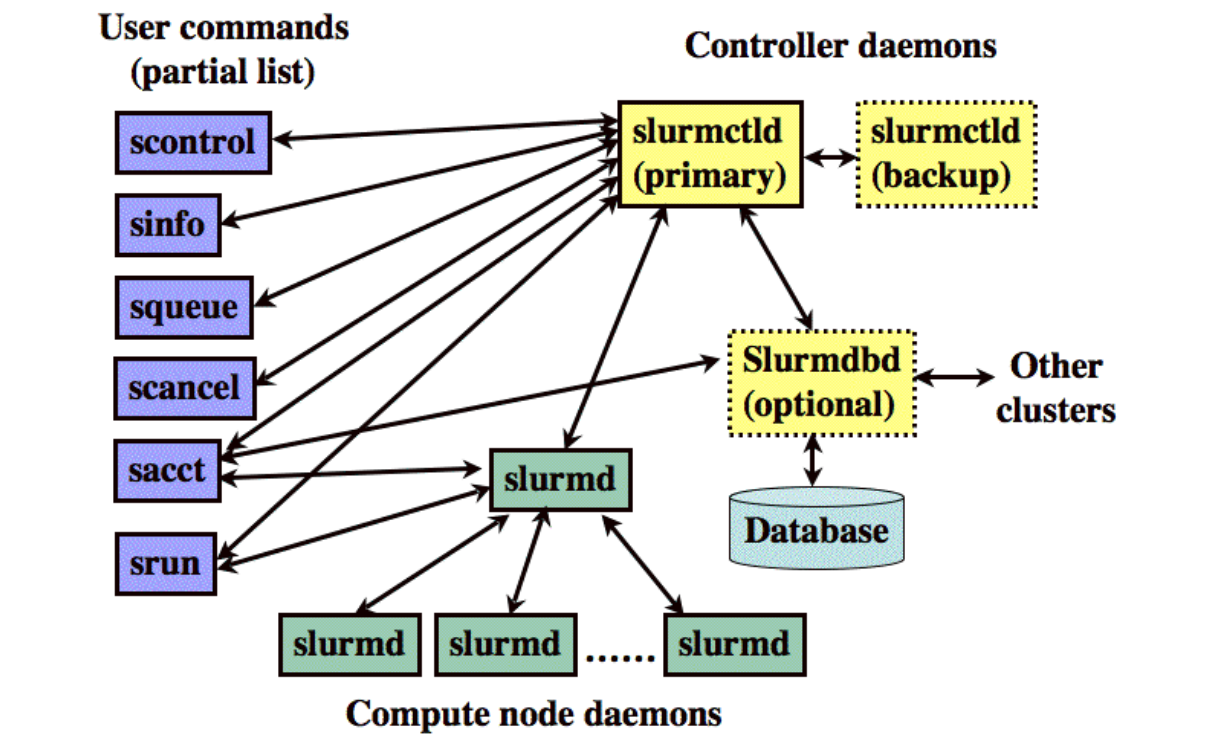 User commands
(partial list)
Controller daemons
scontrol
sinfo
squeue
scancel
sacct
srun
slurmctld
(primary)
slurmctld
(backup)
Slurmdbd
(optional)
Other
clusters
Database
slurmd
slurmd
slurmd
......
slurmd
Compute node daemons